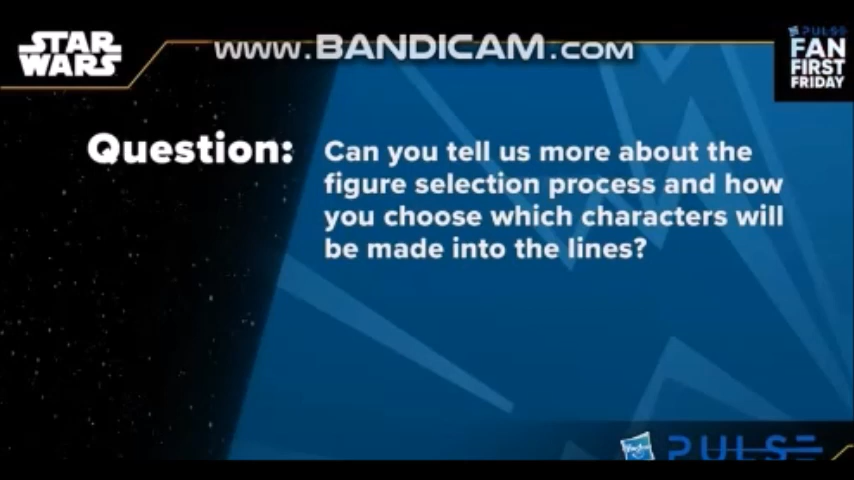 STAR
WARS
WWW.BANDICAM.COM
PULSE
FAN
FIRST
FRIDAY
Question:
Can you tell us more about the
figure selection process and how
you choose which characters will
be made into the lines?
Hasbro
PULSE